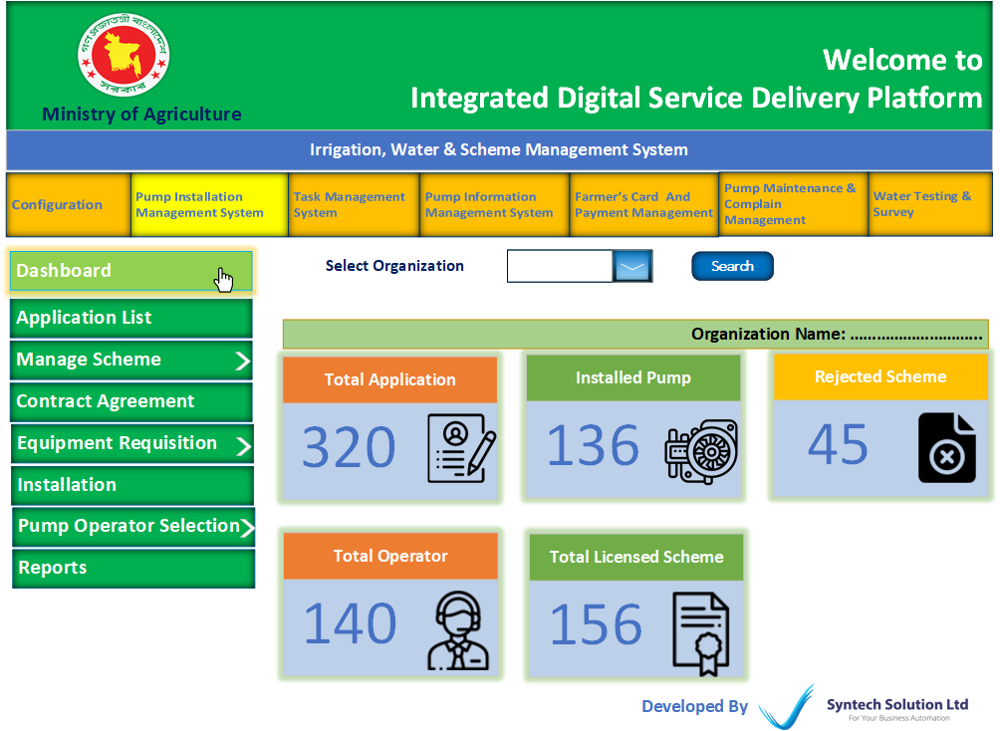 গণপ্রজাতন্ত্রী বাংলাদেশ
সরকার
Ministry of Agriculture
Welcome to
Integrated Digital Service Delivery Platform
Irrigation, Water & Scheme Management System
Configuration
Pump Installation
Management System
Task Management
System
Pump Information
Management System
Farmer's Card And
Payment Management
Pump Maintenance &
Complain
Management
Water Testing &
Survey
Dashboard
Application List
Manage Scheme
Contract Agreement
Equipment Requisition
Installation
Pump Operator Selection
Reports
Select Organization
Search
Organization Name: ............................
Total Application
320
Installed Pump
136
Rejected Scheme
45
Total Operator
140
Total Licensed Scheme
156
Developed By
Syntech Solution Ltd
For Your Business Automation